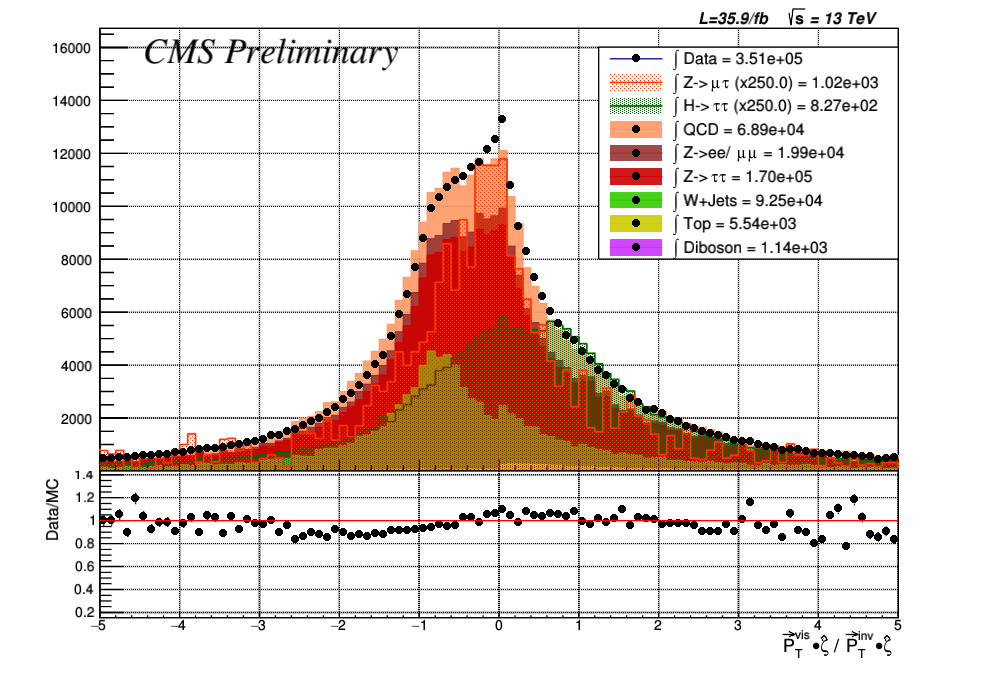 L=35.9/fb √s = 13 TeV
CMS Preliminary
∫ Data = 3.51e+05
∫ Z-> μτ (x250.0) = 1.02e+03
∫ H-> ττ (x250.0) = 8.27e+02
∫ QCD = 6.89e+04
∫ Z->ee/ μμ = 1.99e+04
∫ Z-> ττ = 1.70e+05
∫ W+Jets = 9.25e+04
∫ Top = 5.54e+03
∫ Diboson = 1.14e+03
16000
14000
12000
10000
8000
6000
4000
2000
1.4
1.2
1
0.8
0.6
0.4
0.2
Data/MC
−5 −4 −3 −2 −1 0 1 2 3 4 5
P⃗_T^vis •ζ̂ / P⃗_T^inv •ζ̂